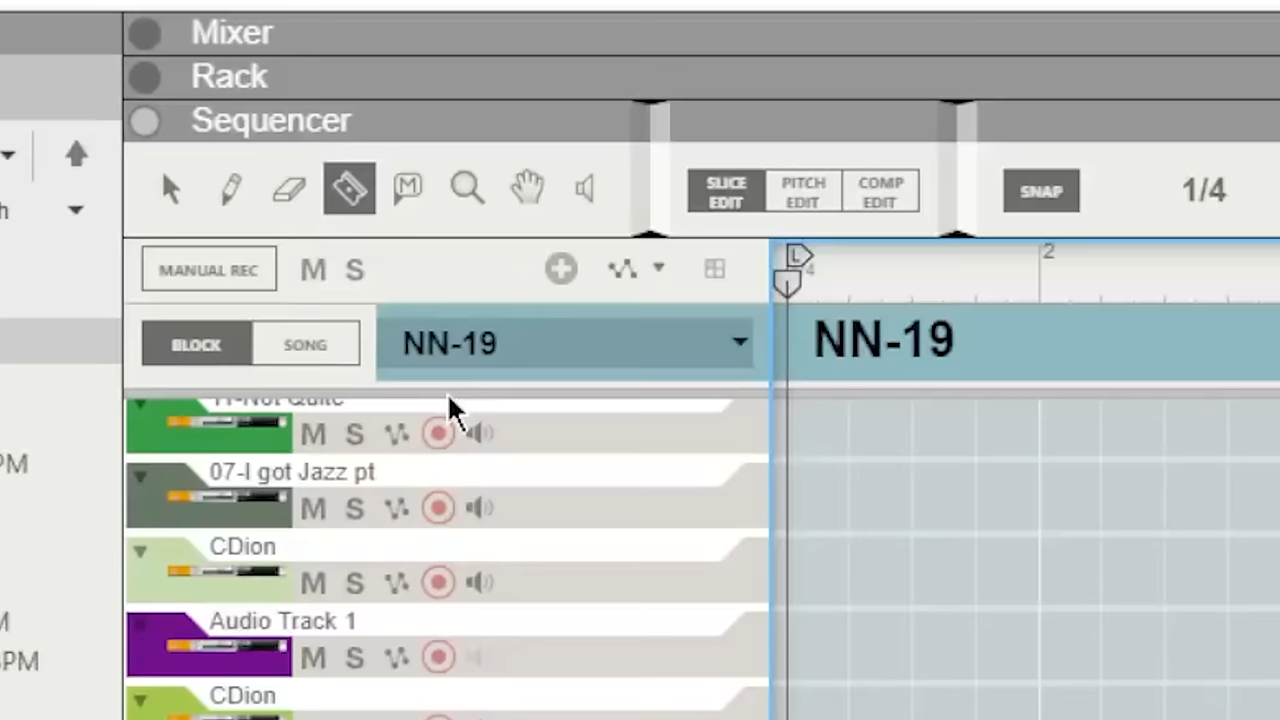 Mixer
Rack
Sequencer
h
M
SLICE EDIT
PITCH EDIT
COMP EDIT
SNAP
1/4
MANUAL REC
M S
L
4
2
BLOCK
SONG
NN-19
NN-19
M S
PM
07-I got Jazz pt
M S
CDion
M S
M
Audio Track 1
M S
PM
CDion